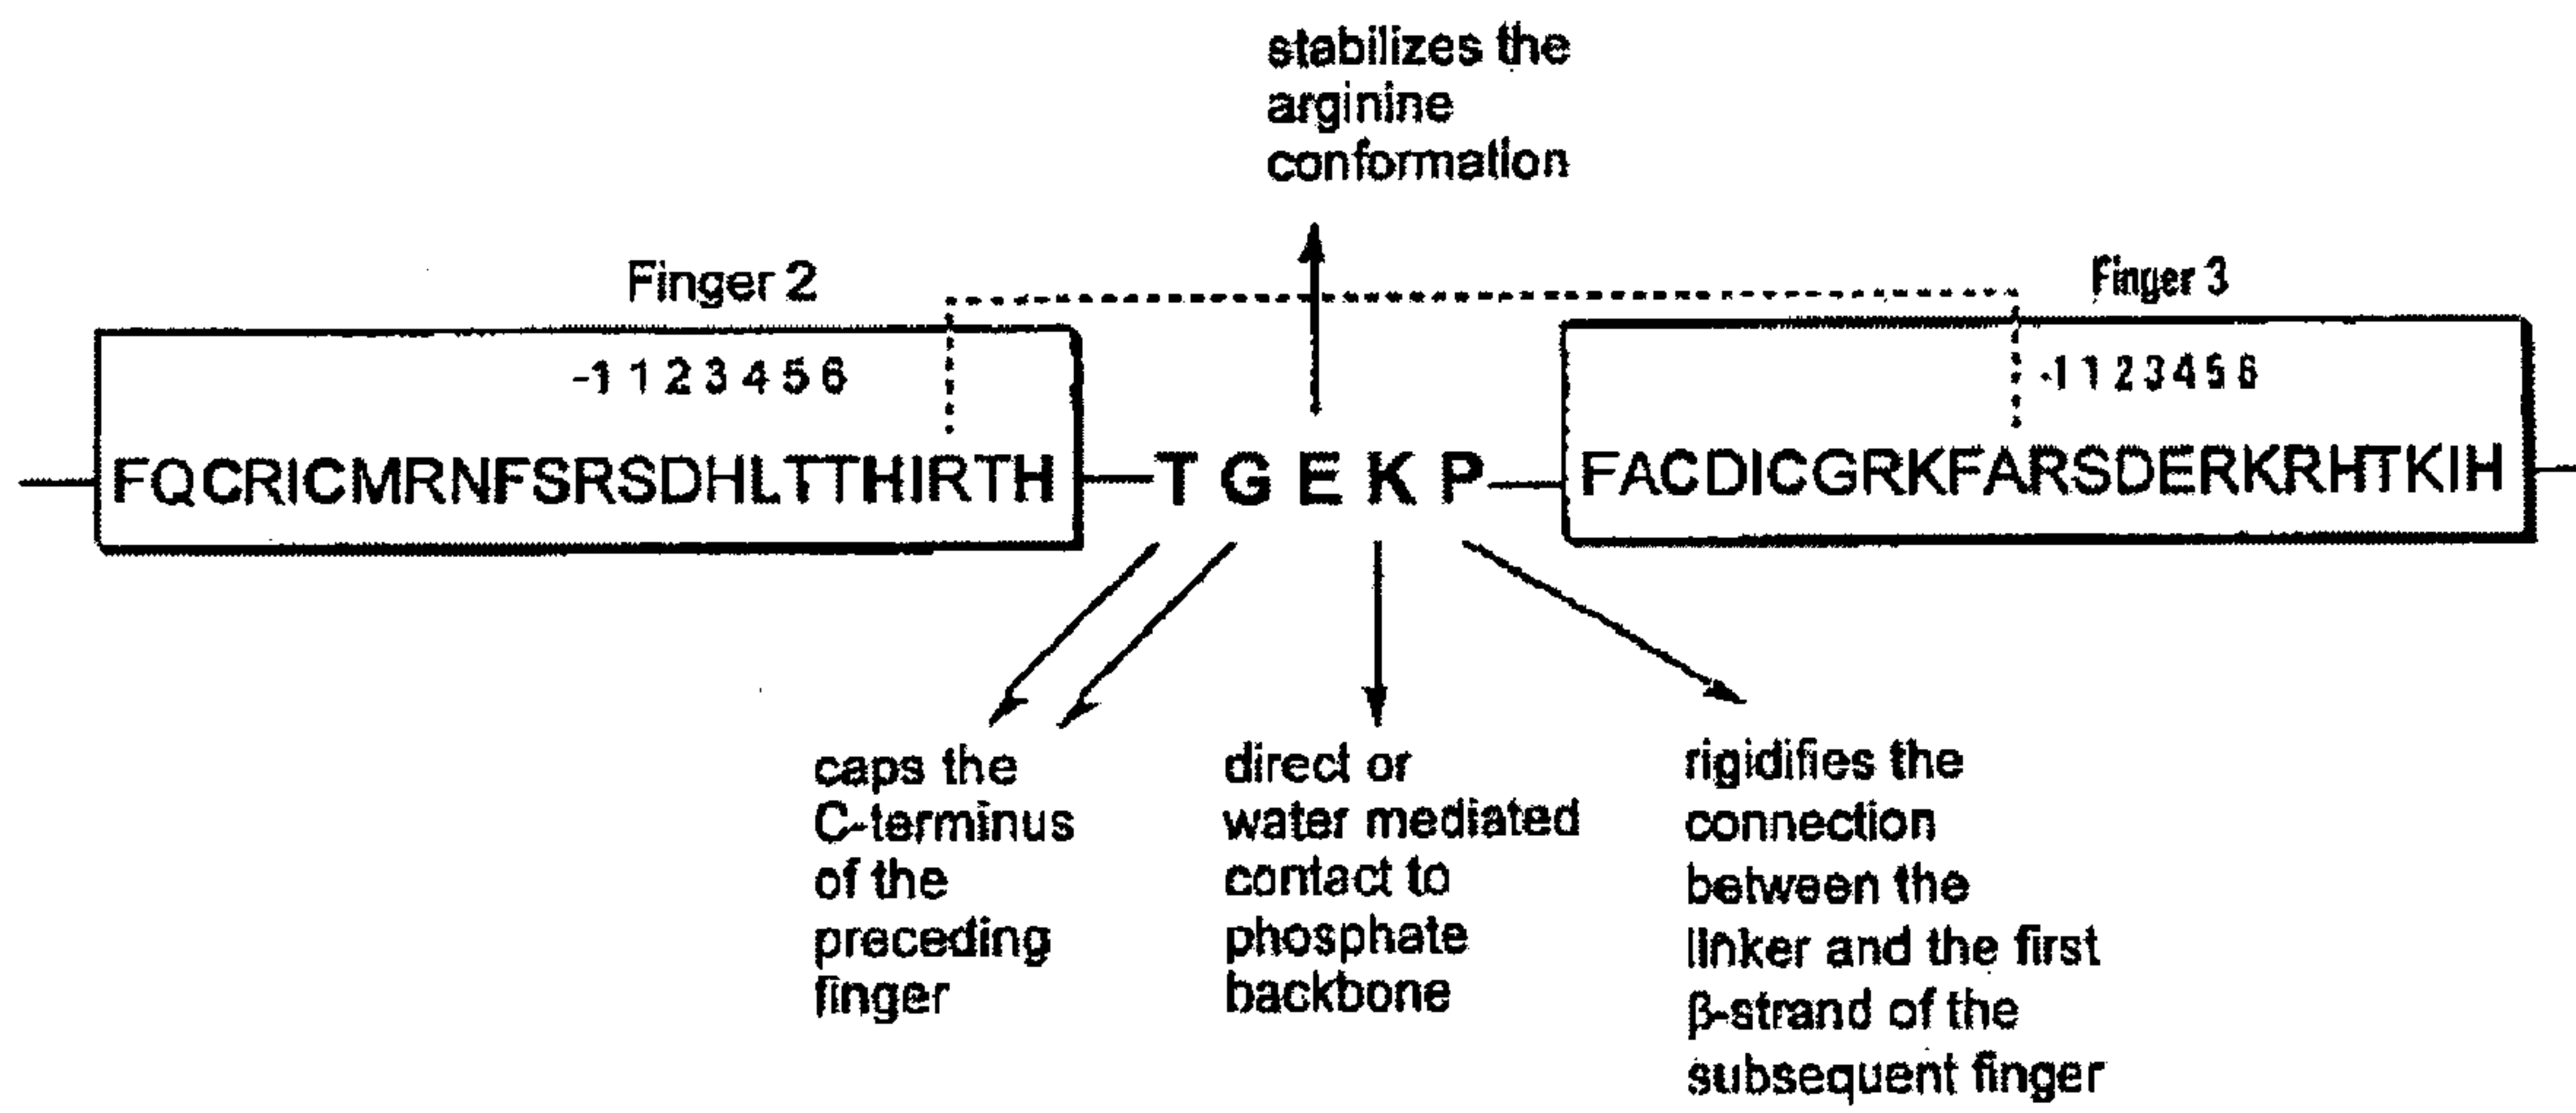 stabilizes the
arginine
conformation
Finger 2
Finger 3
-1 1 2 3 4 5 6
-1 1 2 3 4 5 6
FQCRICMRNFSRSDHLTTHIRTH
T G E K P
FACDICGRKFARSDERKRHTKIH
caps the
C-terminus
of the
preceding
finger
direct or
water mediated
contact to
phosphate
backbone
rigidifies the
connection
between the
linker and the first
β-strand of the
subsequent finger